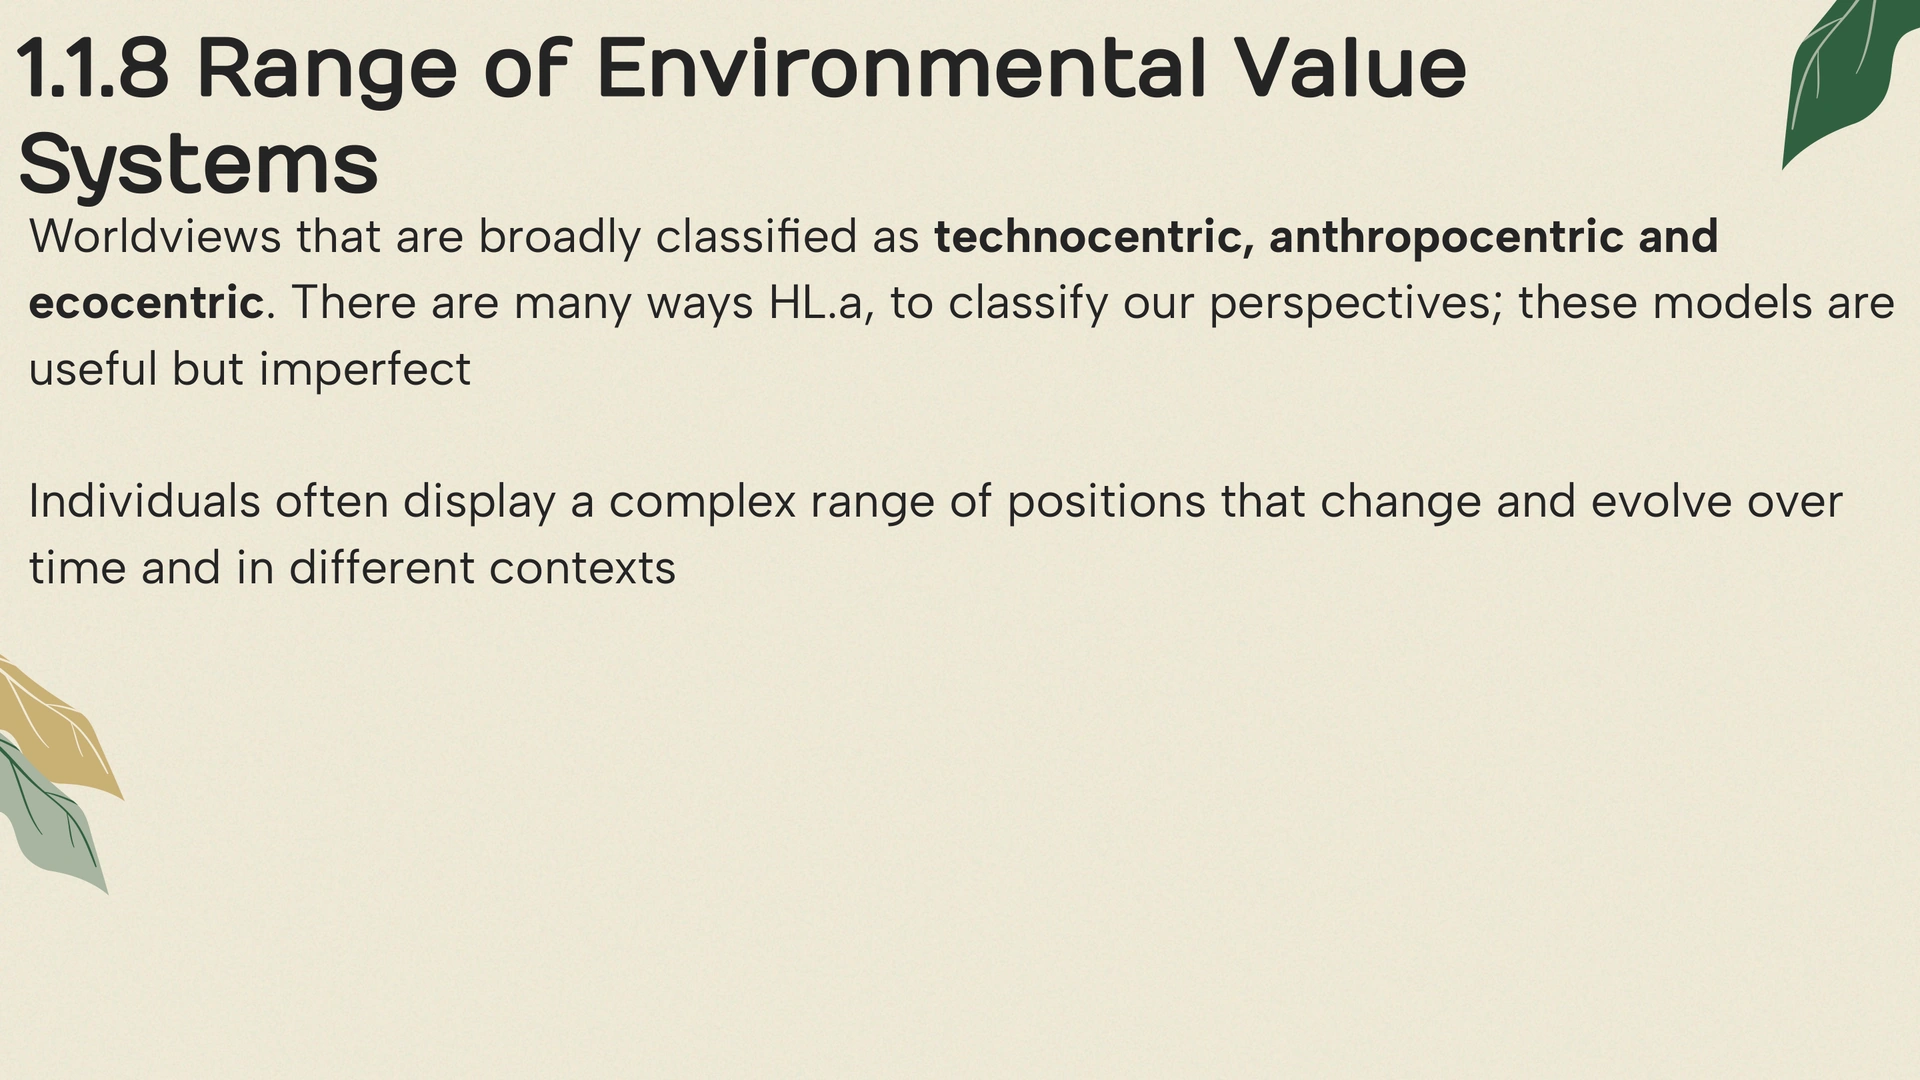 1.1.8 Range of Environmental Value
Systems
Worldviews that are broadly classified as technocentric, anthropocentric and
ecocentric. There are many ways HL.a, to classify our perspectives; these models are
useful but imperfect
Individuals often display a complex range of positions that change and evolve over
time and in different contexts